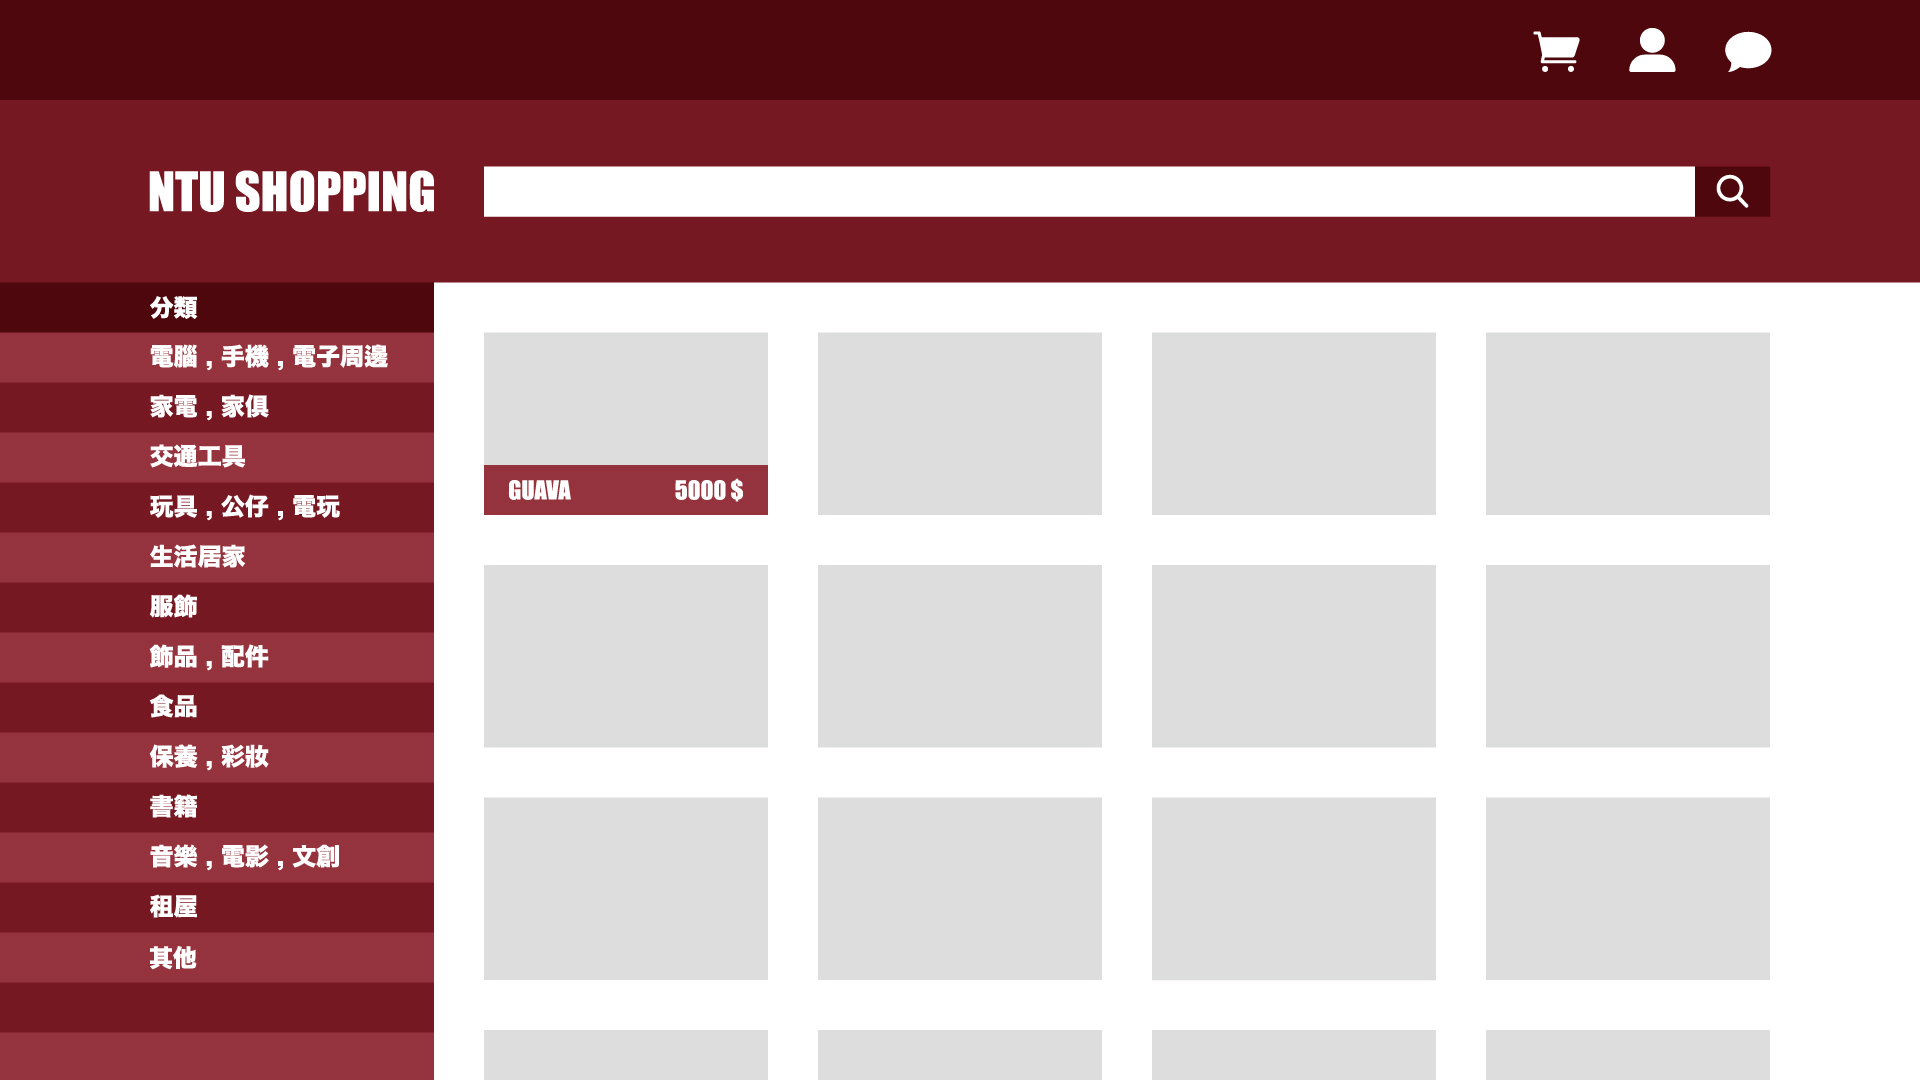 NTU SHOPPING
分類
電腦 , 手機 , 電子周邊
家電 , 家俱
交通工具
玩具 , 公仔 , 電玩
生活居家
服飾
飾品 , 配件
食品
保養 , 彩妝
書籍
音樂 , 電影 , 文創
租屋
其他
GUAVA 5000 $